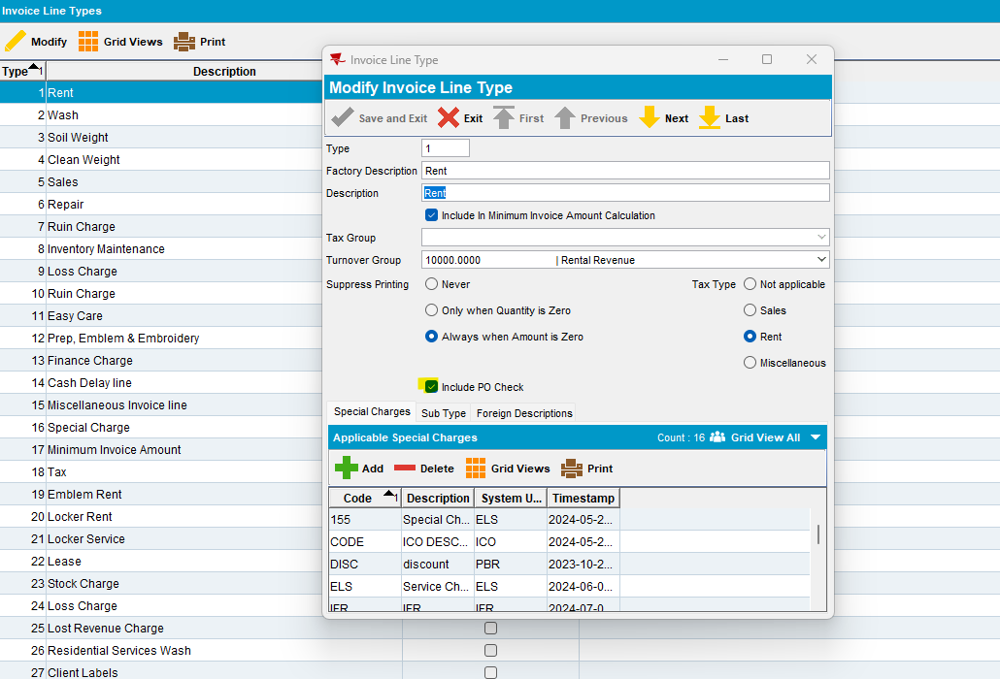 Invoice Line Types
Modify Grid Views Print
Type 1 Description
1 Rent
2 Wash
3 Soil Weight
4 Clean Weight
5 Sales
6 Repair
7 Ruin Charge
8 Inventory Maintenance
9 Loss Charge
10 Ruin Charge
11 Easy Care
12 Prep, Emblem & Embroidery
13 Finance Charge
14 Cash Delay line
15 Miscellaneous Invoice line
16 Special Charge
17 Minimum Invoice Amount
18 Tax
19 Emblem Rent
20 Locker Rent
21 Locker Service
22 Lease
23 Stock Charge
24 Loss Charge
25 Lost Revenue Charge
26 Residential Services Wash
27 Client Labels
Invoice Line Type
Modify Invoice Line Type
Save and Exit Exit First Previous Next Last
Type 1
Factory Description Rent
Description Rent
Include In Minimum Invoice Amount Calculation
Tax Group
Turnover Group 10000.0000 | Rental Revenue
Suppress Printing Never Tax Type Not applicable
Only when Quantity is Zero Sales
Always when Amount is Zero Rent
Miscellaneous
Include PO Check
Special Charges Sub Type Foreign Descriptions
Applicable Special Charges Count : 16 Grid View All
Add Delete Grid Views Print
Code 1 Description System U... Timestamp
155 Special Ch... ELS 2024-05-2...
CODE ICO DESC... ICO 2024-05-2...
DISC discount PBR 2023-10-2...
ELS Service Ch... ELS 2024-06-0...
IFR IFR IFR 2024-07-0...